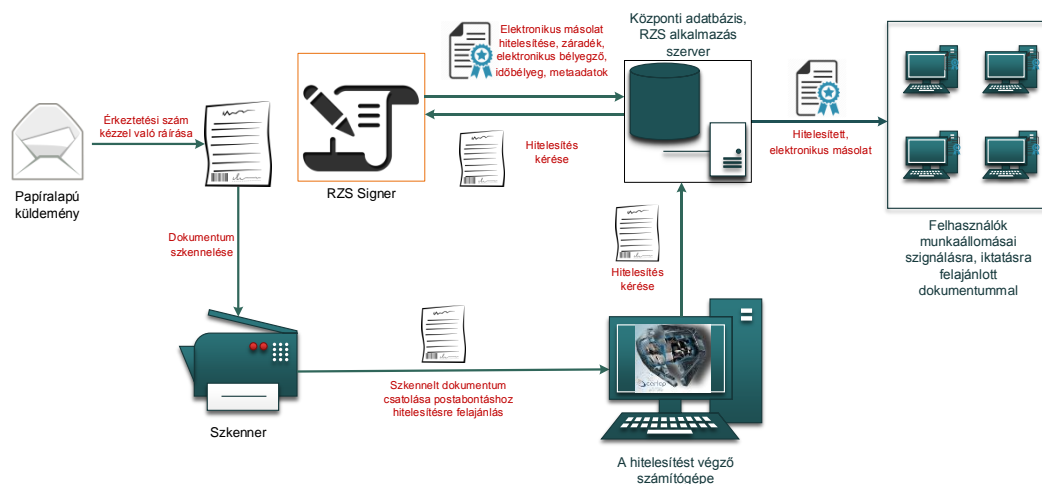 Elektronikus másolat
hitelesítése, záradék,
elektronikus bélyegző,
időbélyeg, metaadatok
Központi adatbázis,
RZS alkalmazás
szerver
Érkeztetési szám
kézzel való ráírása
Papíralapú
küldemény
RZS Signer
Hitelesítés
kérése
Hitelesített,
elektronikus másolat
Felhasználók
munkaállomásai
szignálásra, iktatásra
felajánlott
dokumentummal
Dokumentum
szkennelése
Hitelesítés
kérése
Szkennelt dokumentum
csatolása postabontáshoz
hitelesítésre felajánlás
Szkenner
A hitelesítést végző
számítógépe